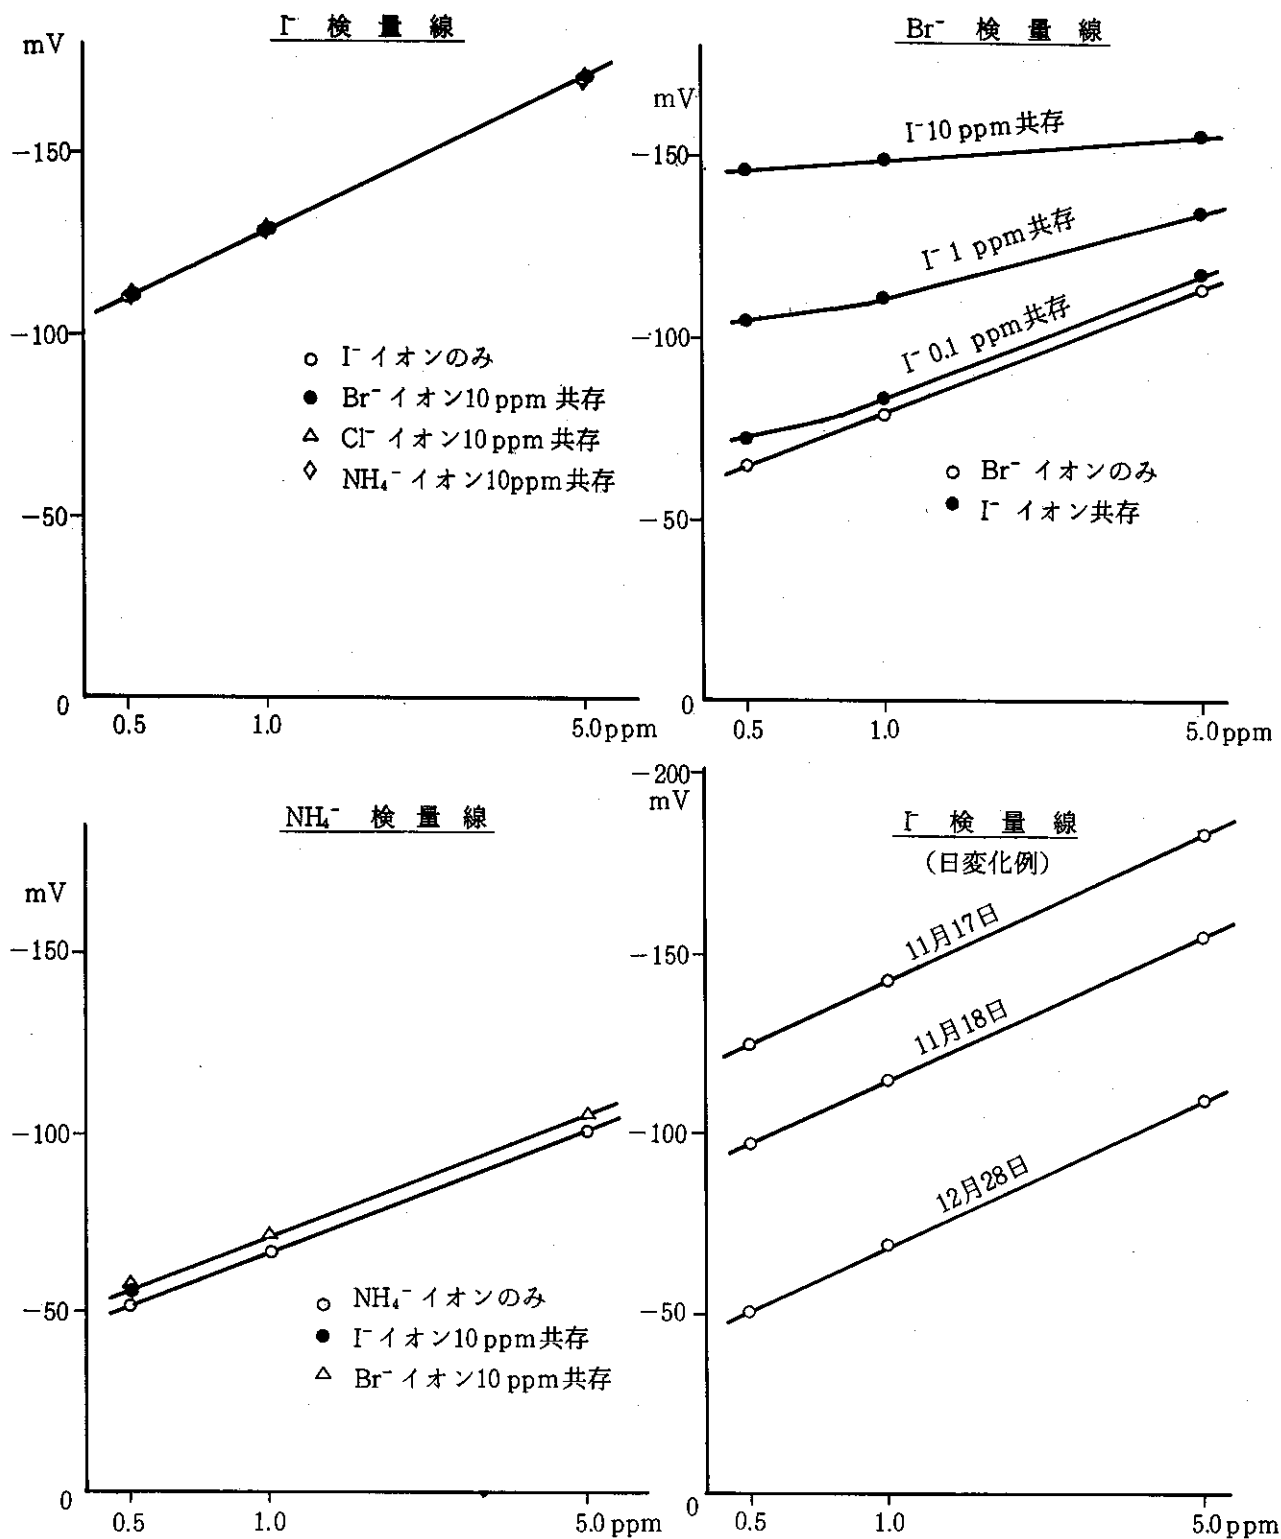 I⁻ 検量線
mV
−150
−100
−50
0
0.5
1.0
5.0ppm
○ I⁻ イオンのみ
● Br⁻ イオン10 ppm 共存
△ Cl⁻ イオン10 ppm 共存
◇ NH₄⁻ イオン10ppm共存
Br⁻ 検量線
mV
−150
−100
−50
0
0.5
1.0
5.0ppm
I⁻10 ppm共存
I⁻ 1 ppm共存
I⁻ 0.1 ppm共存
○ Br⁻ イオンのみ
● I⁻ イオン共存
NH₄⁻ 検量線
mV
−150
−100
−50
0
0.5
1.0
5.0ppm
○ NH₄⁻ イオンのみ
● I⁻ イオン10 ppm共存
△ Br⁻ イオン10 ppm共存
I⁻ 検量線
(日変化例)
−200
mV
−150
−100
−50
0
0.5
1.0
5.0ppm
11月17日
11月18日
12月28日